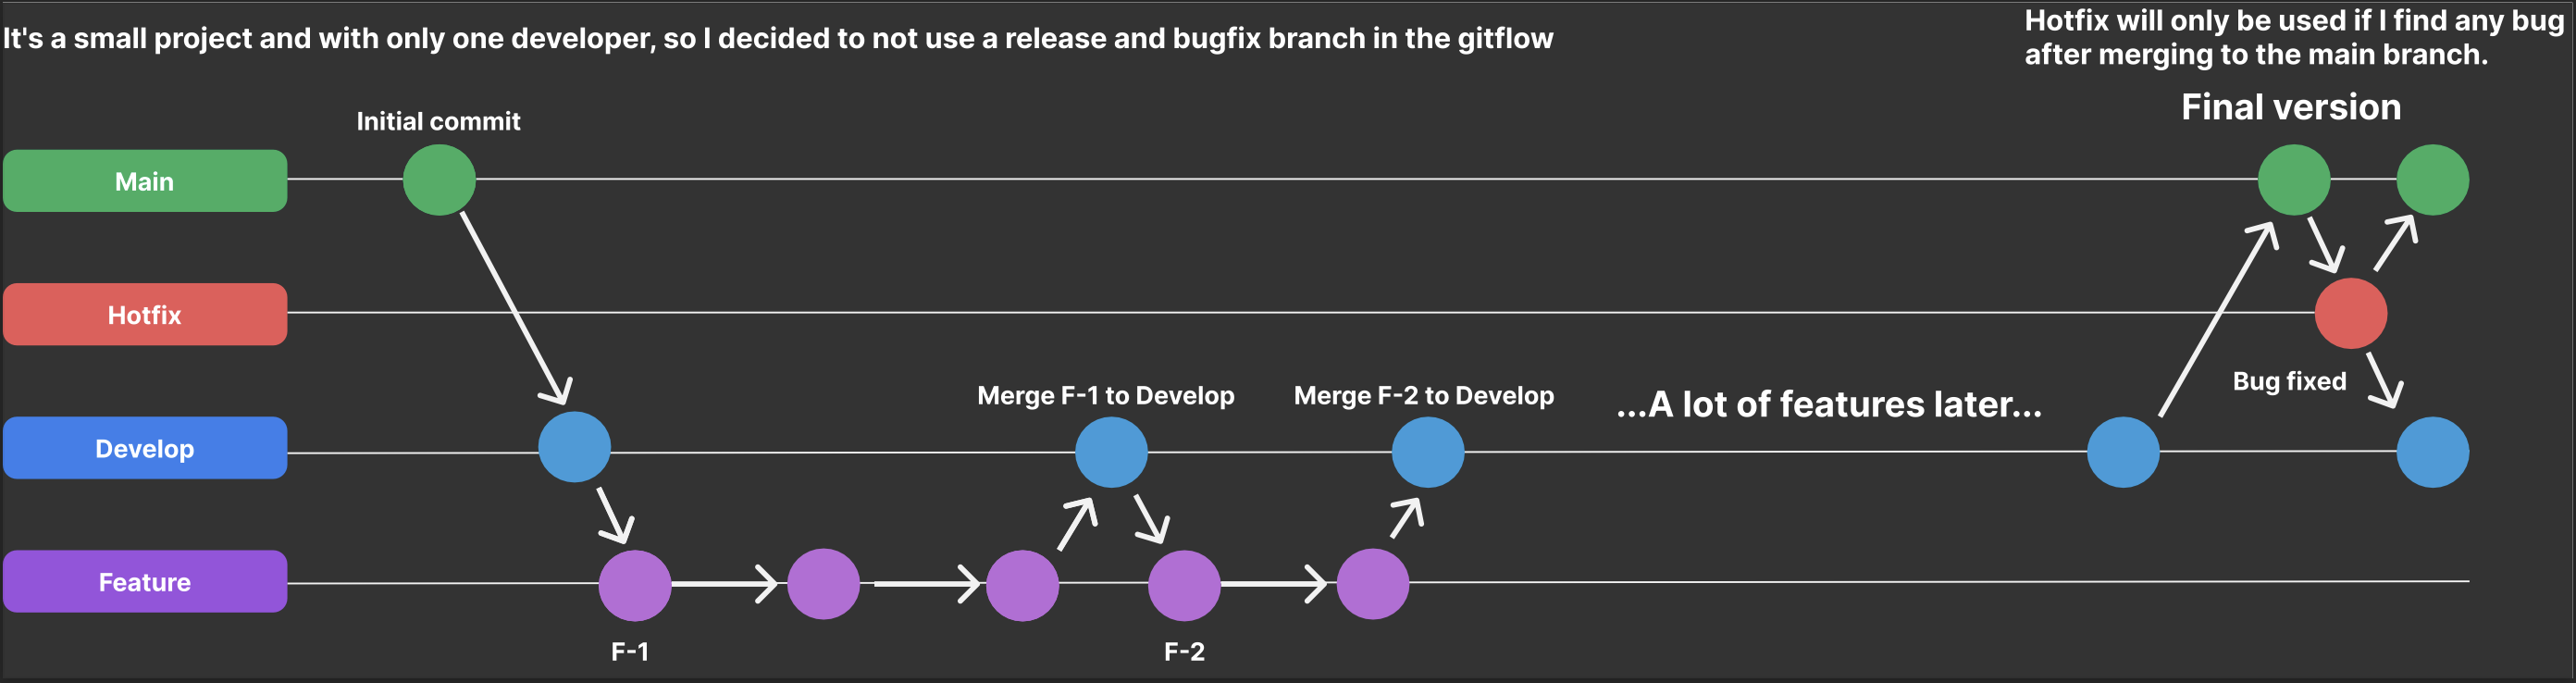 It's a small project and with only one developer, so I decided to not use a release and bugfix branch in the gitflow
Hotfix will only be used if I find any bug
after merging to the main branch.
Final version
Initial commit
Main
Hotfix
Bug fixed
Merge F-1 to Develop
Merge F-2 to Develop
...A lot of features later...
Develop
Feature
F-1
F-2